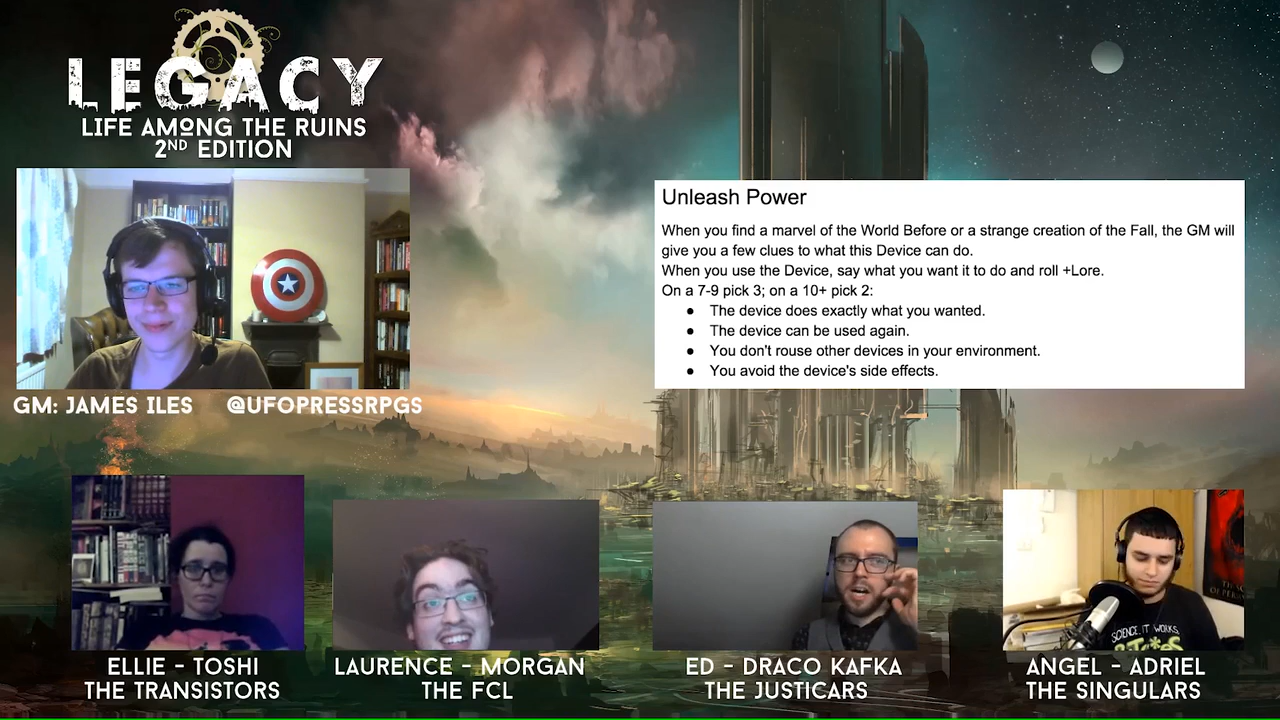 LEGACY
LIFE AMONG THE RUINS
2ND EDITION
Unleash Power
When you find a marvel of the World Before or a strange creation of the Fall, the GM will
give you a few clues to what this Device can do.
When you use the Device, say what you want it to do and roll +Lore.
On a 7-9 pick 3; on a 10+ pick 2:
● The device does exactly what you wanted.
● The device can be used again.
● You don't rouse other devices in your environment.
● You avoid the device's side effects.
GM: JAMES ILES @UFOPRESSRPGS
SCIENCE. IT WORKS,
ELLIE - TOSHI
THE TRANSISTORS
LAURENCE - MORGAN
THE FCL
ED - DRACO KAFKA
THE JUSTICARS
ANGEL - ADRIEL
THE SINGULARS